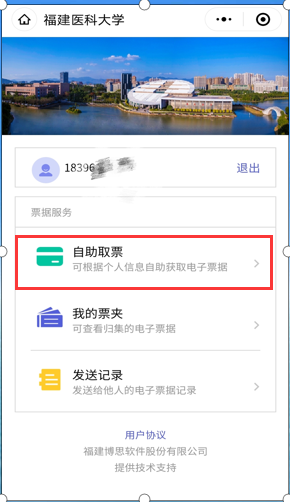 福建医科大学
18396
退出
票据服务
自助取票
可根据个人信息自助获取电子票据
我的票夹
可查看归集的电子票据
发送记录
发送给他人的电子票据记录
用户协议
福建博思软件股份有限公司
提供技术支持